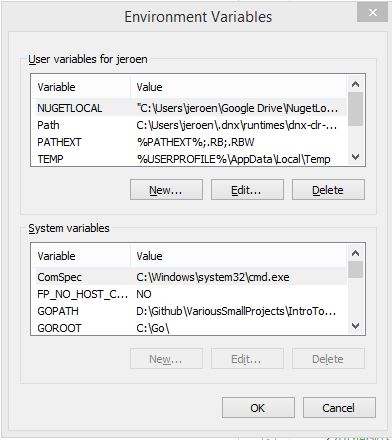 Environment Variables
User variables for jeroen
Variable Value
NUGETLOCAL "C:\Users\jeroen\Google Drive\NugetLo...
Path C:\Users\jeroen\.dnx\runtimes\dnx-clr-...
PATHEXT %PATHEXT%;.RB;.RBW
TEMP %USERPROFILE%\AppData\Local\Temp
New... Edit... Delete
System variables
Variable Value
ComSpec C:\Windows\system32\cmd.exe
FP_NO_HOST_C... NO
GOPATH D:\Github\VariousSmallProjects\IntroTo...
GOROOT C:\Go\
New... Edit... Delete
OK Cancel